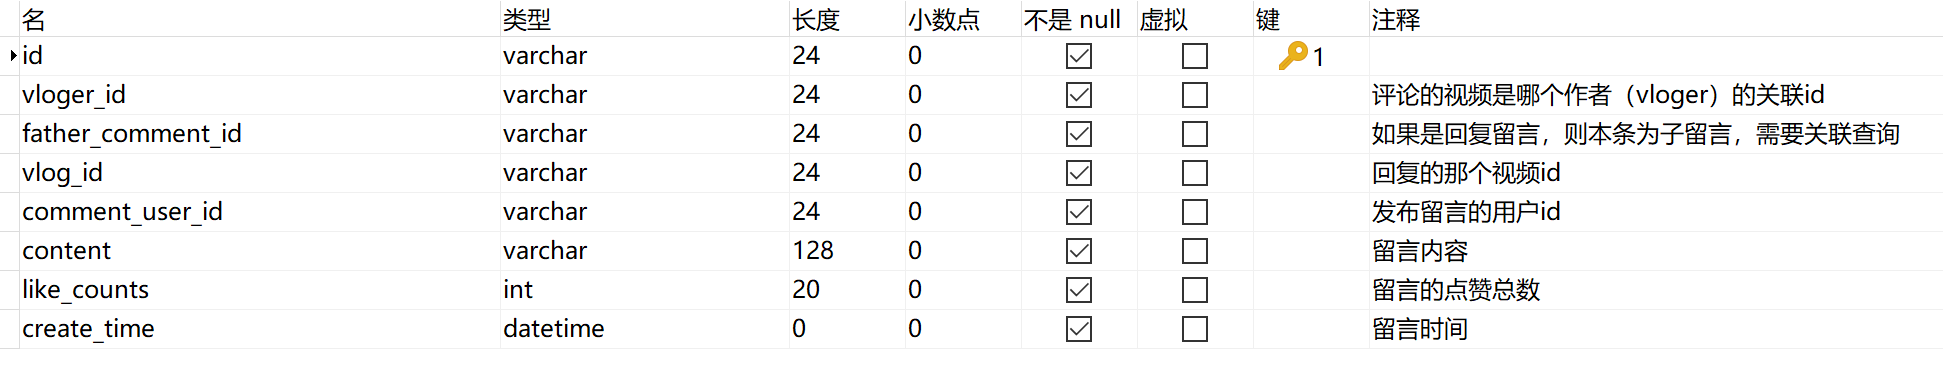 名 类型 长度 小数点 不是 null 虚拟 键 注释
id varchar 24 0 1
vloger_id varchar 24 0 评论的视频是哪个作者（vloger）的关联id
father_comment_id varchar 24 0 如果是回复留言，则本条为子留言，需要关联查询
vlog_id varchar 24 0 回复的那个视频id
comment_user_id varchar 24 0 发布留言的用户id
content varchar 128 0 留言内容
like_counts int 20 0 留言的点赞总数
create_time datetime 0 0 留言时间